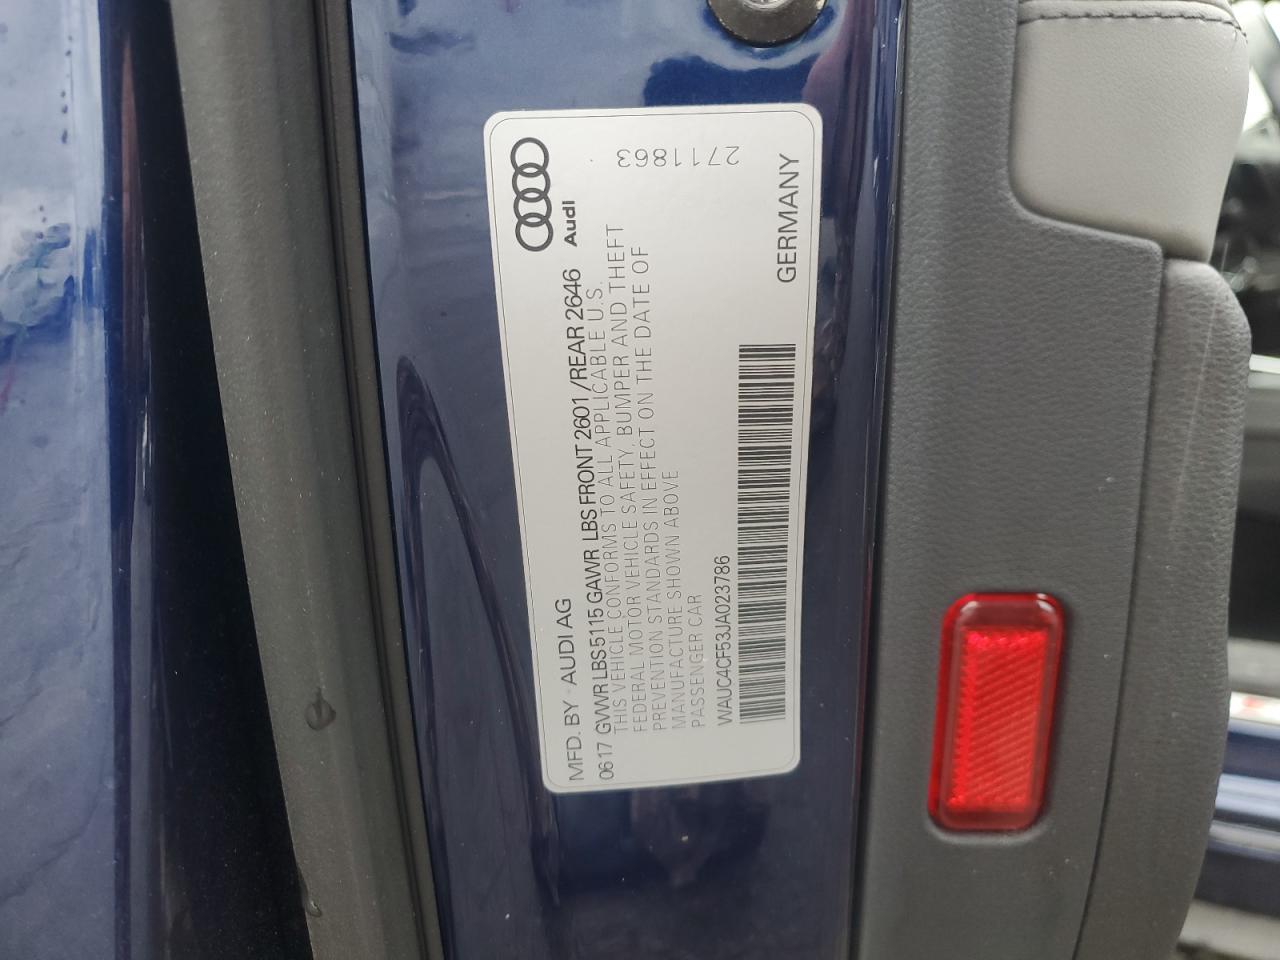 MFD. BY AUDI AG
Audi
0617 GVWR LBS 5115 GAWR LBS FRONT 2601 / REAR 2646
THIS VEHICLE CONFORMS TO ALL APPLICABLE U.S.
FEDERAL MOTOR VEHICLE SAFETY, BUMPER AND THEFT
PREVENTION STANDARDS IN EFFECT ON THE DATE OF
MANUFACTURE SHOWN ABOVE
PASSENGER CAR
2711863
WAUC4CF53JA023786
GERMANY